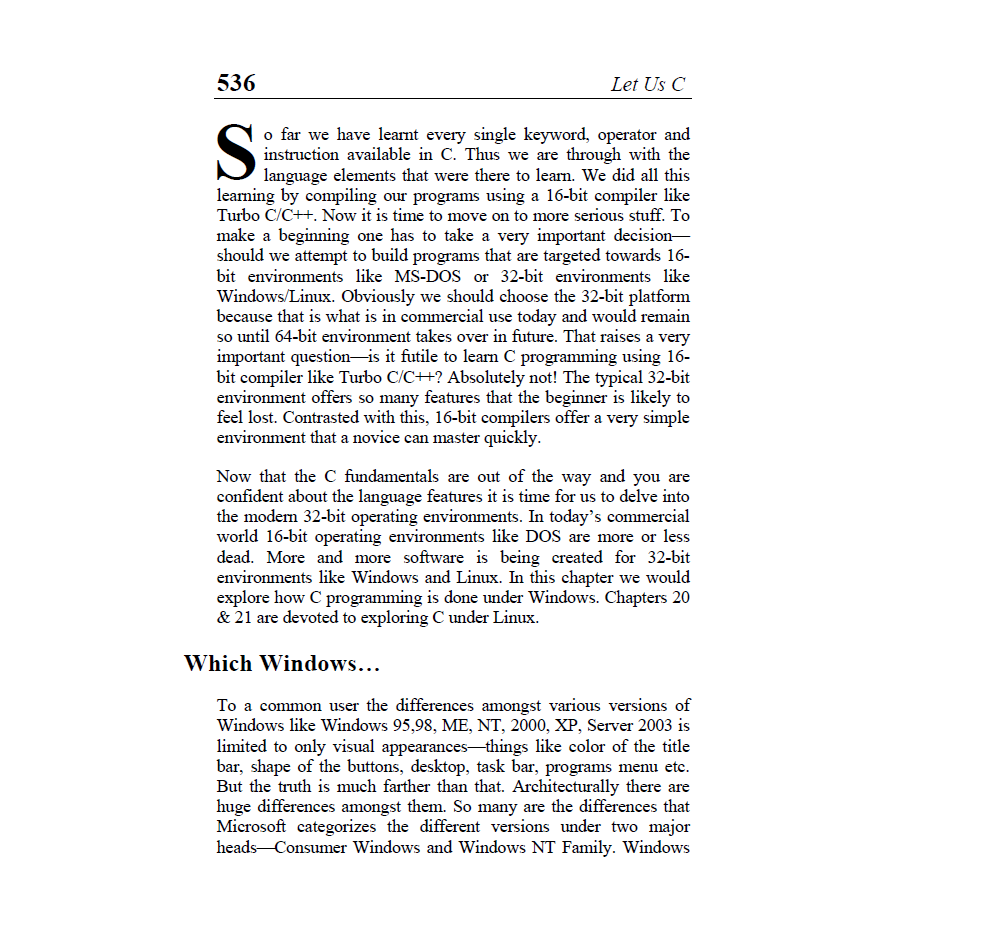 536 Let Us C
So far we have learnt every single keyword, operator and
instruction available in C. Thus we are through with the
language elements that were there to learn. We did all this
learning by compiling our programs using a 16-bit compiler like
Turbo C/C++. Now it is time to move on to more serious stuff. To
make a beginning one has to take a very important decision—
should we attempt to build programs that are targeted towards 16-
bit environments like MS-DOS or 32-bit environments like
Windows/Linux. Obviously we should choose the 32-bit platform
because that is what is in commercial use today and would remain
so until 64-bit environment takes over in future. That raises a very
important question—is it futile to learn C programming using 16-
bit compiler like Turbo C/C++? Absolutely not! The typical 32-bit
environment offers so many features that the beginner is likely to
feel lost. Contrasted with this, 16-bit compilers offer a very simple
environment that a novice can master quickly.
Now that the C fundamentals are out of the way and you are
confident about the language features it is time for us to delve into
the modern 32-bit operating environments. In today’s commercial
world 16-bit operating environments like DOS are more or less
dead. More and more software is being created for 32-bit
environments like Windows and Linux. In this chapter we would
explore how C programming is done under Windows. Chapters 20
& 21 are devoted to exploring C under Linux.
Which Windows…
To a common user the differences amongst various versions of
Windows like Windows 95,98, ME, NT, 2000, XP, Server 2003 is
limited to only visual appearances—things like color of the title
bar, shape of the buttons, desktop, task bar, programs menu etc.
But the truth is much farther than that. Architecturally there are
huge differences amongst them. So many are the differences that
Microsoft categorizes the different versions under two major
heads—Consumer Windows and Windows NT Family. Windows